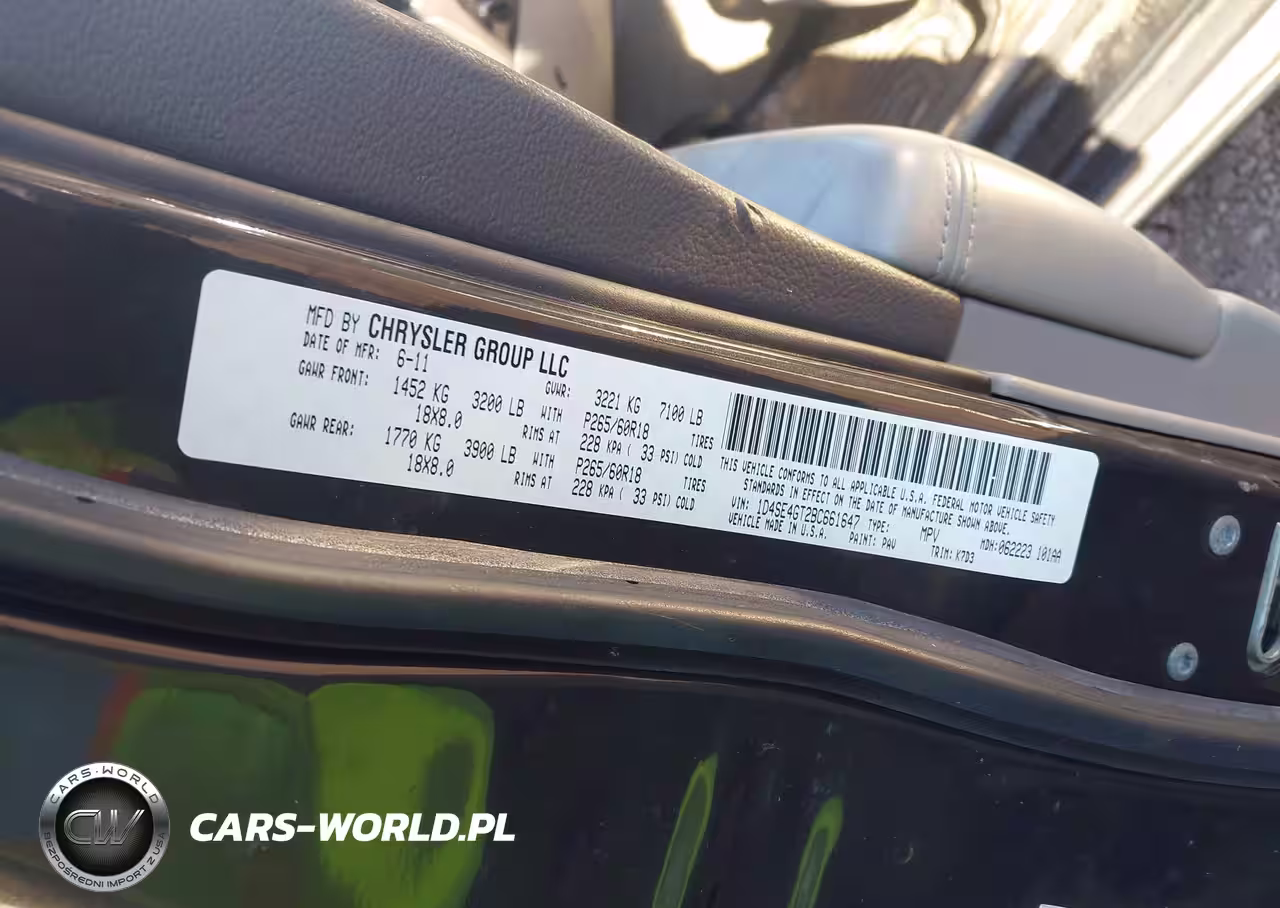 MFD BY CHRYSLER GROUP LLC
DATE OF MFR: 6-11 GVWR: 3221 KG 7100 LB
GAWR FRONT: 1452 KG 3200 LB WITH P265/60R18 TIRES
18X8.0 RIMS AT 228 KPA ( 33 PSI) COLD
GAWR REAR: 1770 KG 3900 LB WITH P265/60R18 TIRES
18X8.0 RIMS AT 228 KPA ( 33 PSI) COLD
THIS VEHICLE CONFORMS TO ALL APPLICABLE U.S.A. FEDERAL MOTOR VEHICLE SAFETY
STANDARDS IN EFFECT ON THE DATE OF MANUFACTURE SHOWN ABOVE.
VIN: 1D4SE4GT2BC661647 TYPE: MPV MDH:062223 101AA
VEHICLE MADE IN U.S.A. PAINT: PAV TRIM: K7D3
CARS-WORLD
CW
BEZPOŚREDNI IMPORT Z USA
CARS-WORLD.PL